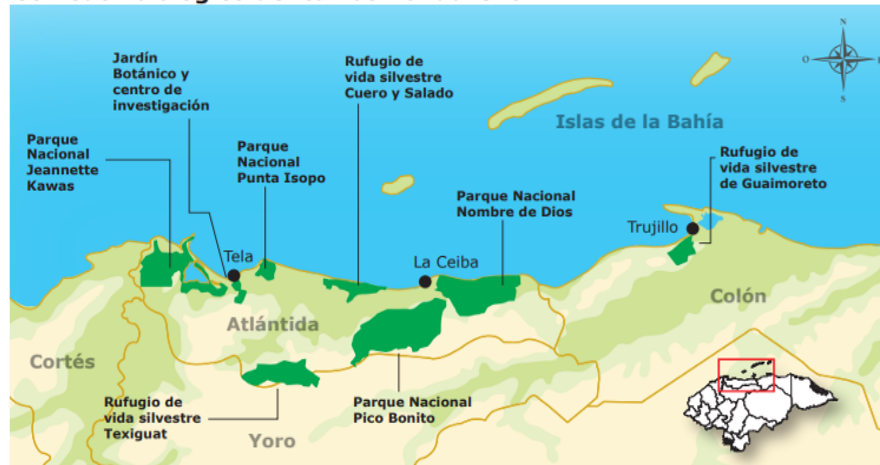 Jardín
Botánico y
centro de
investigación
Rufugio de
vida silvestre
Cuero y Salado
Parque
Nacional
Jeannette
Kawas
Parque
Nacional
Punta Isopo
Islas de la Bahía
Rufugio de
vida silvestre
de Guaimoreto
Parque Nacional
Nombre de Dios
Trujillo
Tela
La Ceiba
Atlántida
Colón
Cortés
Rufugio de
vida silvestre
Texiguat
Parque Nacional
Pico Bonito
Yoro
N
O
S